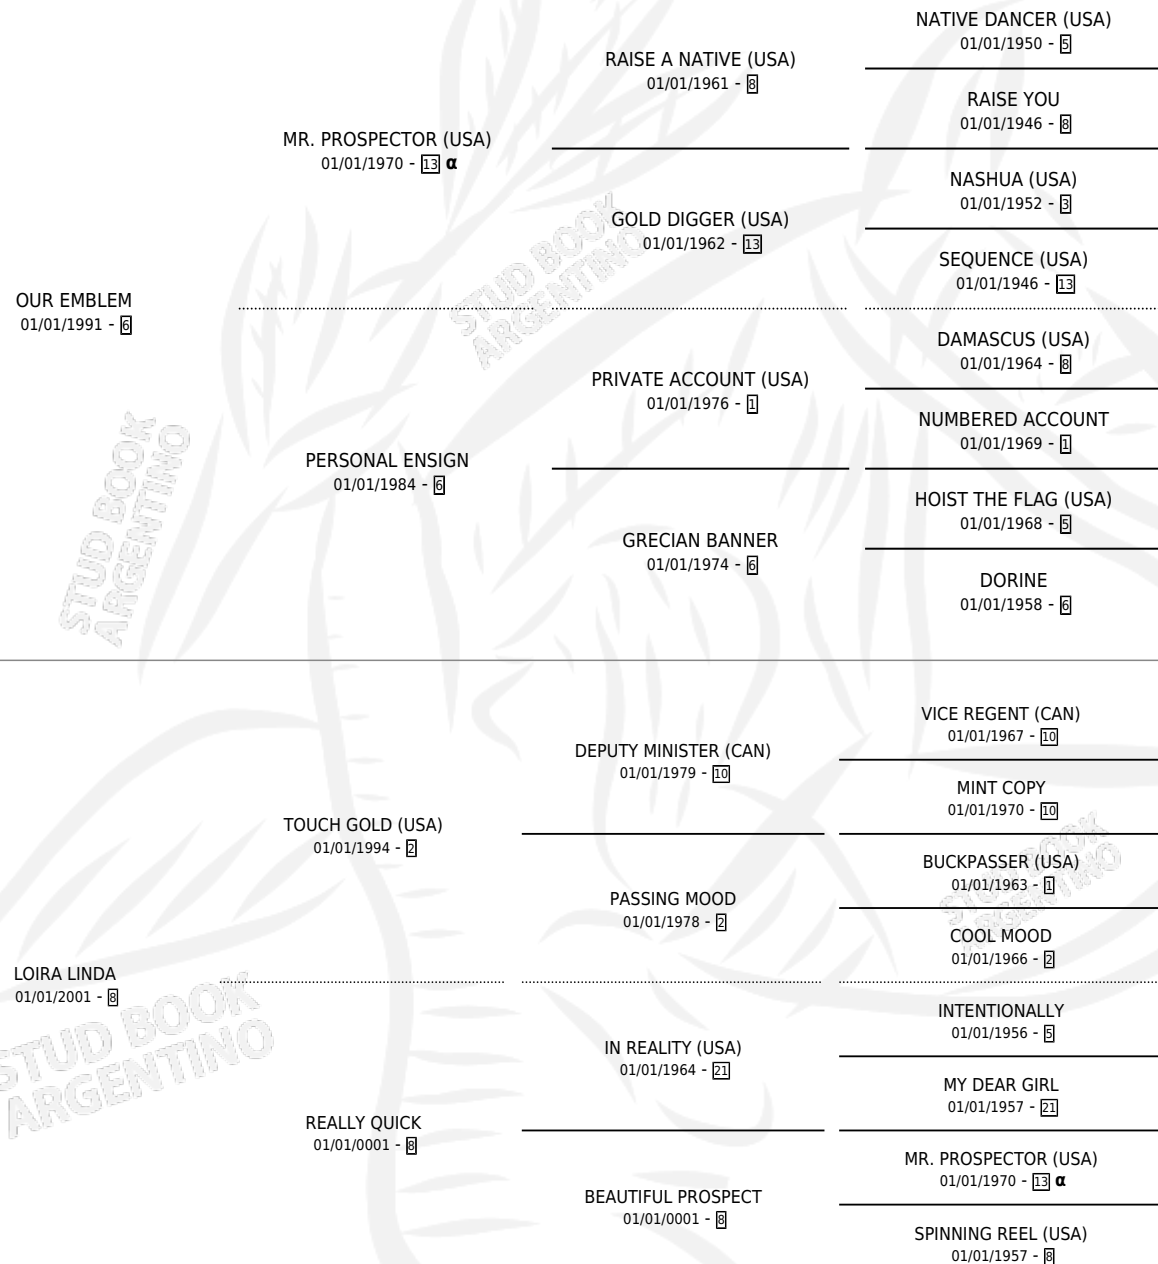 NATIVE DANCER (USA)
01/01/1950 - 5
RAISE A NATIVE (USA)
01/01/1961 - 8
RAISE YOU
01/01/1946 - 8
MR. PROSPECTOR (USA)
01/01/1970 - 13 α
NASHUA (USA)
01/01/1952 - 3
GOLD DIGGER (USA)
01/01/1962 - 13
SEQUENCE (USA)
01/01/1946 - 13
OUR EMBLEM
01/01/1991 - 6
DAMASCUS (USA)
01/01/1964 - 8
PRIVATE ACCOUNT (USA)
01/01/1976 - 1
NUMBERED ACCOUNT
01/01/1969 - 1
PERSONAL ENSIGN
01/01/1984 - 6
HOIST THE FLAG (USA)
01/01/1968 - 5
GRECIAN BANNER
01/01/1974 - 6
DORINE
01/01/1958 - 6
VICE REGENT (CAN)
01/01/1967 - 10
DEPUTY MINISTER (CAN)
01/01/1979 - 10
MINT COPY
01/01/1970 - 10
TOUCH GOLD (USA)
01/01/1994 - 2
BUCKPASSER (USA)
01/01/1963 - 1
PASSING MOOD
01/01/1978 - 2
COOL MOOD
01/01/1966 - 2
LOIRA LINDA
01/01/2001 - 8
INTENTIONALLY
01/01/1956 - 5
IN REALITY (USA)
01/01/1964 - 21
MY DEAR GIRL
01/01/1957 - 21
REALLY QUICK
01/01/0001 - 8
MR. PROSPECTOR (USA)
01/01/1970 - 13 α
BEAUTIFUL PROSPECT
01/01/0001 - 8
SPINNING REEL (USA)
01/01/1957 - 8
STUD BOOK
ARGENTINO
STUD BOOK
ARGENTINO
STUD BOOK
ARGENTINO
STUD BOOK
ARGENTINO